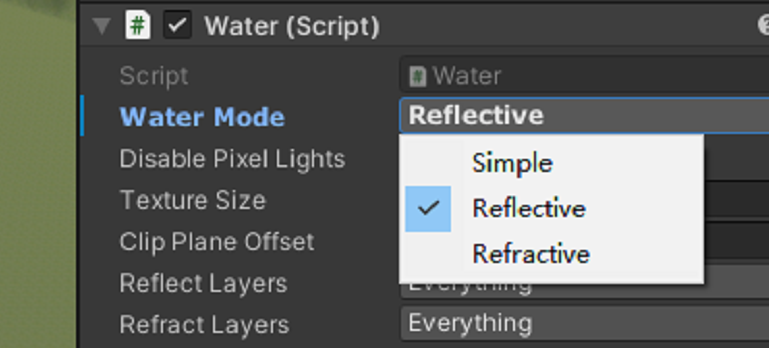 Water (Script)
Script
Water
Water Mode
Reflective
Disable Pixel Lights
Simple
Texture Size
Reflective
Clip Plane Offset
Refractive
Reflect Layers
Everything
Refract Layers
Everything